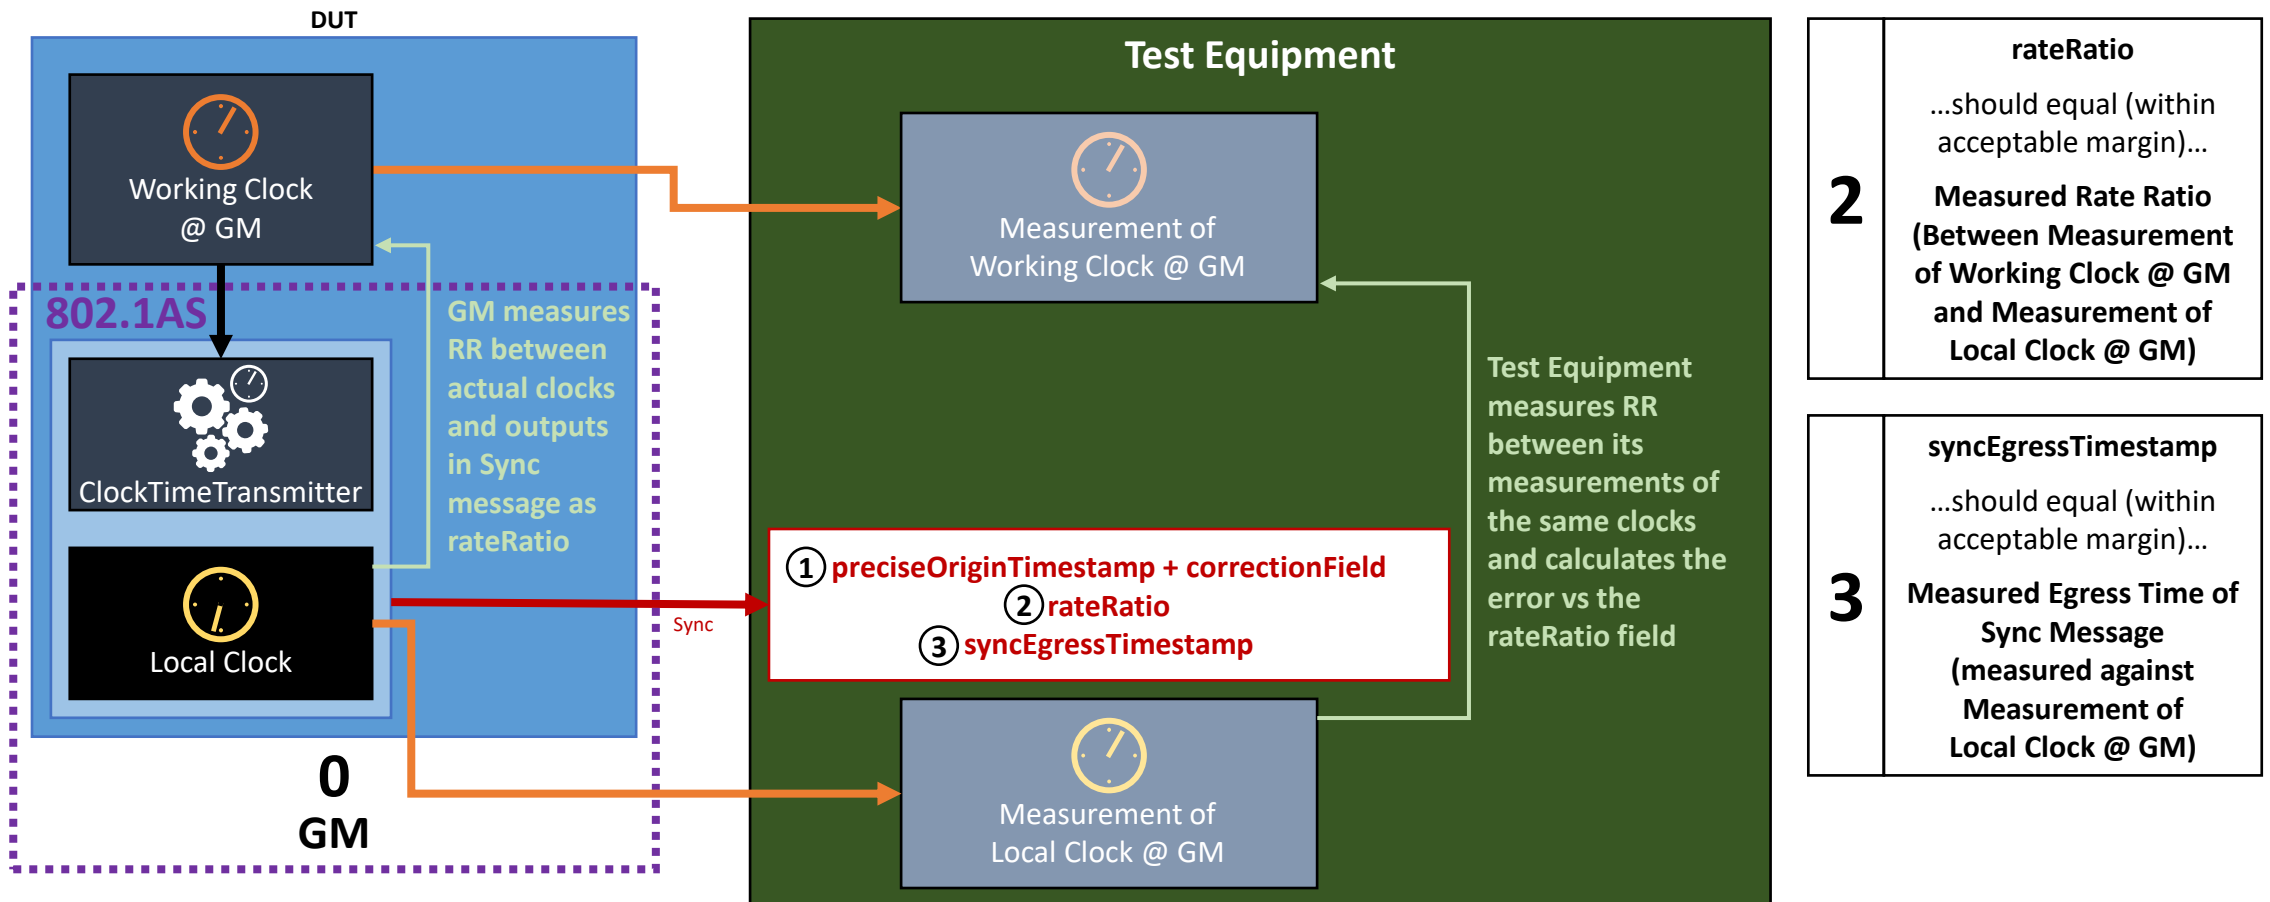 DUT
Working Clock
@ GM
802.1AS
GM measures
RR between
actual clocks
and outputs
in Sync
message as
rateRatio
ClockTimeTransmitter
Local Clock
0
GM
Sync
Test Equipment
Measurement of
Working Clock @ GM
1 preciseOriginTimestamp + correctionField
2 rateRatio
3 syncEgressTimestamp
Measurement of
Local Clock @ GM
Test Equipment
measures RR
between its
measurements of
the same clocks
and calculates the
error vs the
rateRatio field
2
rateRatio
...should equal (within
acceptable margin)...
Measured Rate Ratio
(Between Measurement
of Working Clock @ GM
and Measurement of
Local Clock @ GM)
3
syncEgressTimestamp
...should equal (within
acceptable margin)...
Measured Egress Time of
Sync Message
(measured against
Measurement of
Local Clock @ GM)